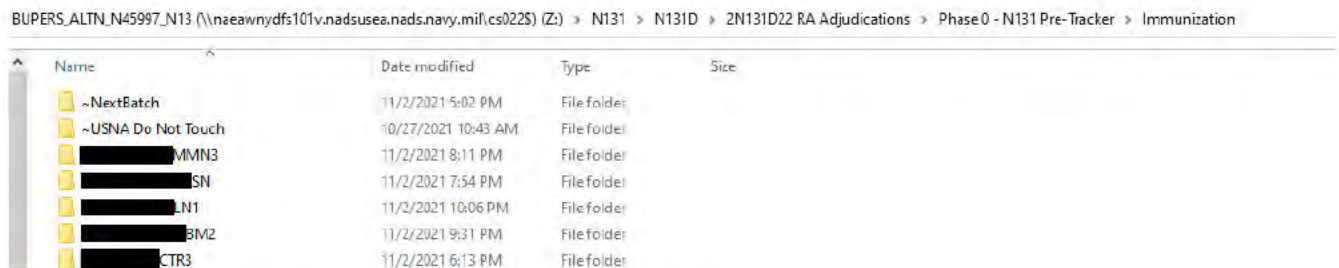 BUPERS_ALTN_N45997_N13 (\\naeawnydfs101v.nadsusea.nads.navy.mil\cs022$) (Z:) > N131 > N131D > 2N131D22 RA Adjudications > Phase 0 - N131 Pre-Tracker > Immunization
Name Date modified Type Size
~NextBatch 11/2/2021 5:02 PM File folder
~USNA Do Not Touch 10/27/2021 10:43 AM File folder
MMN3 11/2/2021 8:11 PM File folder
SN 11/2/2021 7:54 PM File folder
LN1 11/2/2021 10:06 PM File folder
BM2 11/2/2021 9:31 PM File folder
CTR3 11/2/2021 6:13 PM File folder